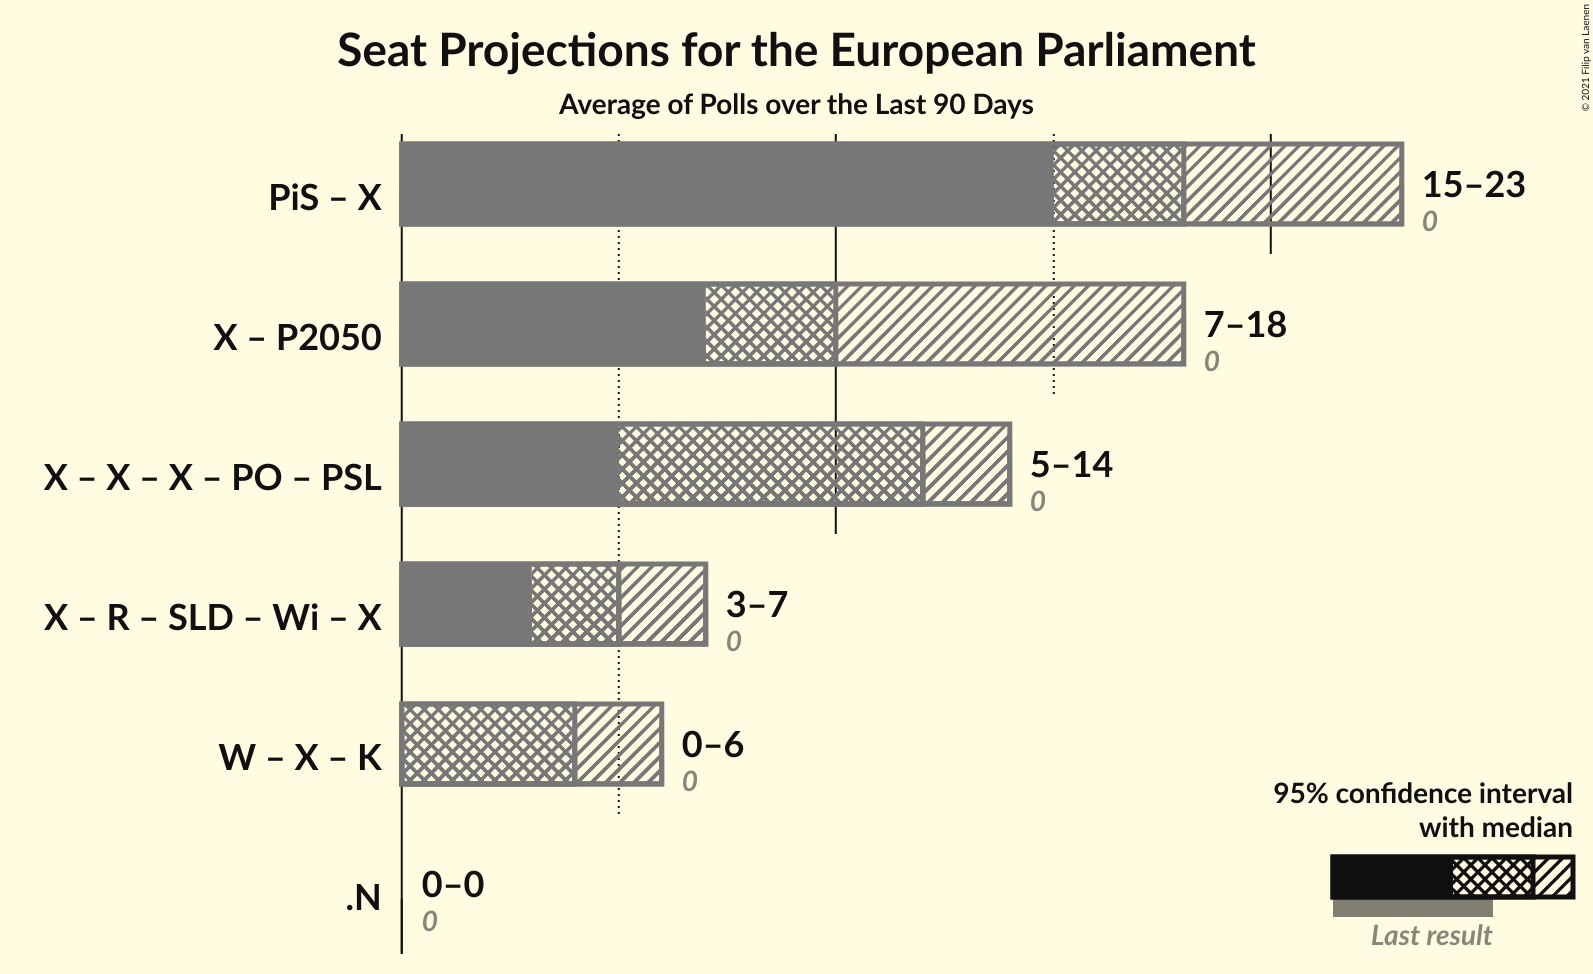 Seat Projections for the European Parliament
Average of Polls over the Last 90 Days
© 2021 Filip van Laenen
PiS – X
15–23
0
X – P2050
7–18
0
X – X – X – PO – PSL
5–14
0
X – R – SLD – Wi – X
3–7
0
W – X – K
0–6
0
.N
0–0
0
95% confidence interval
with median
Last result